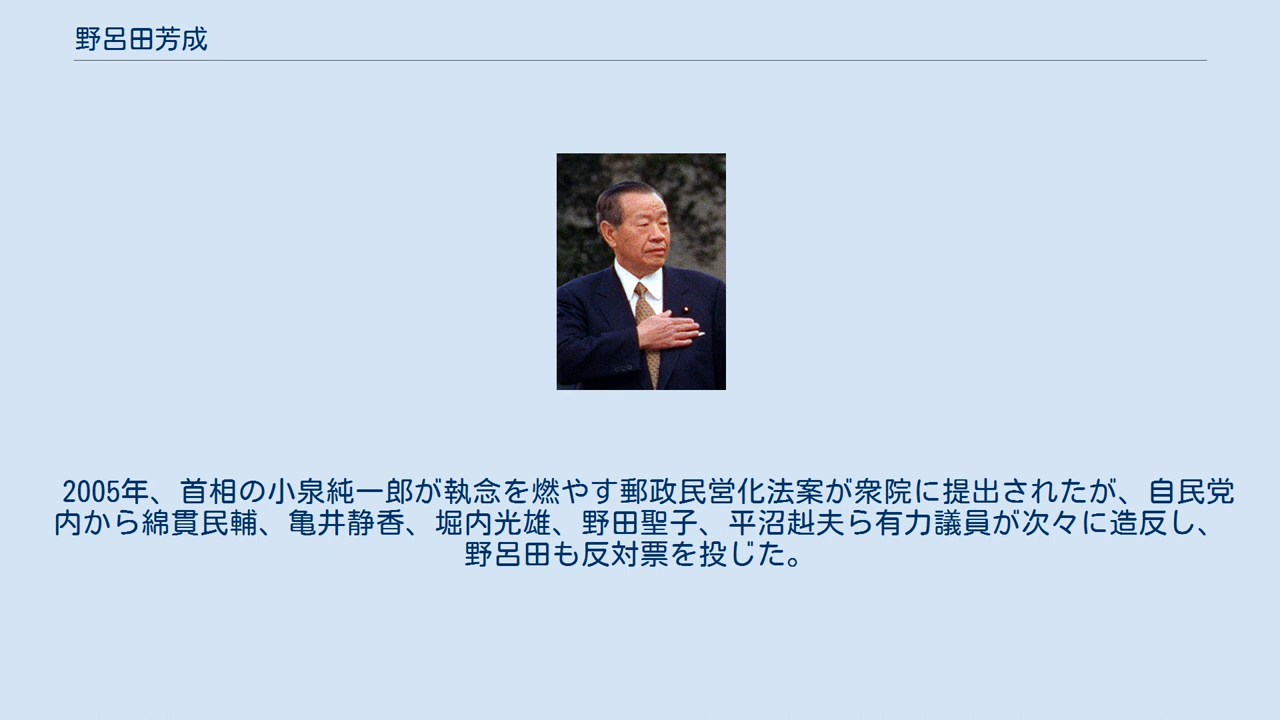 野呂田芳成
2005年、首相の小泉純一郎が執念を燃やす郵政民営化法案が衆院に提出されたが、自民党
内から綿貫民輔、亀井静香、堀内光雄、野田聖子、平沼赳夫ら有力議員が次々に造反し、
野呂田も反対票を投じた。